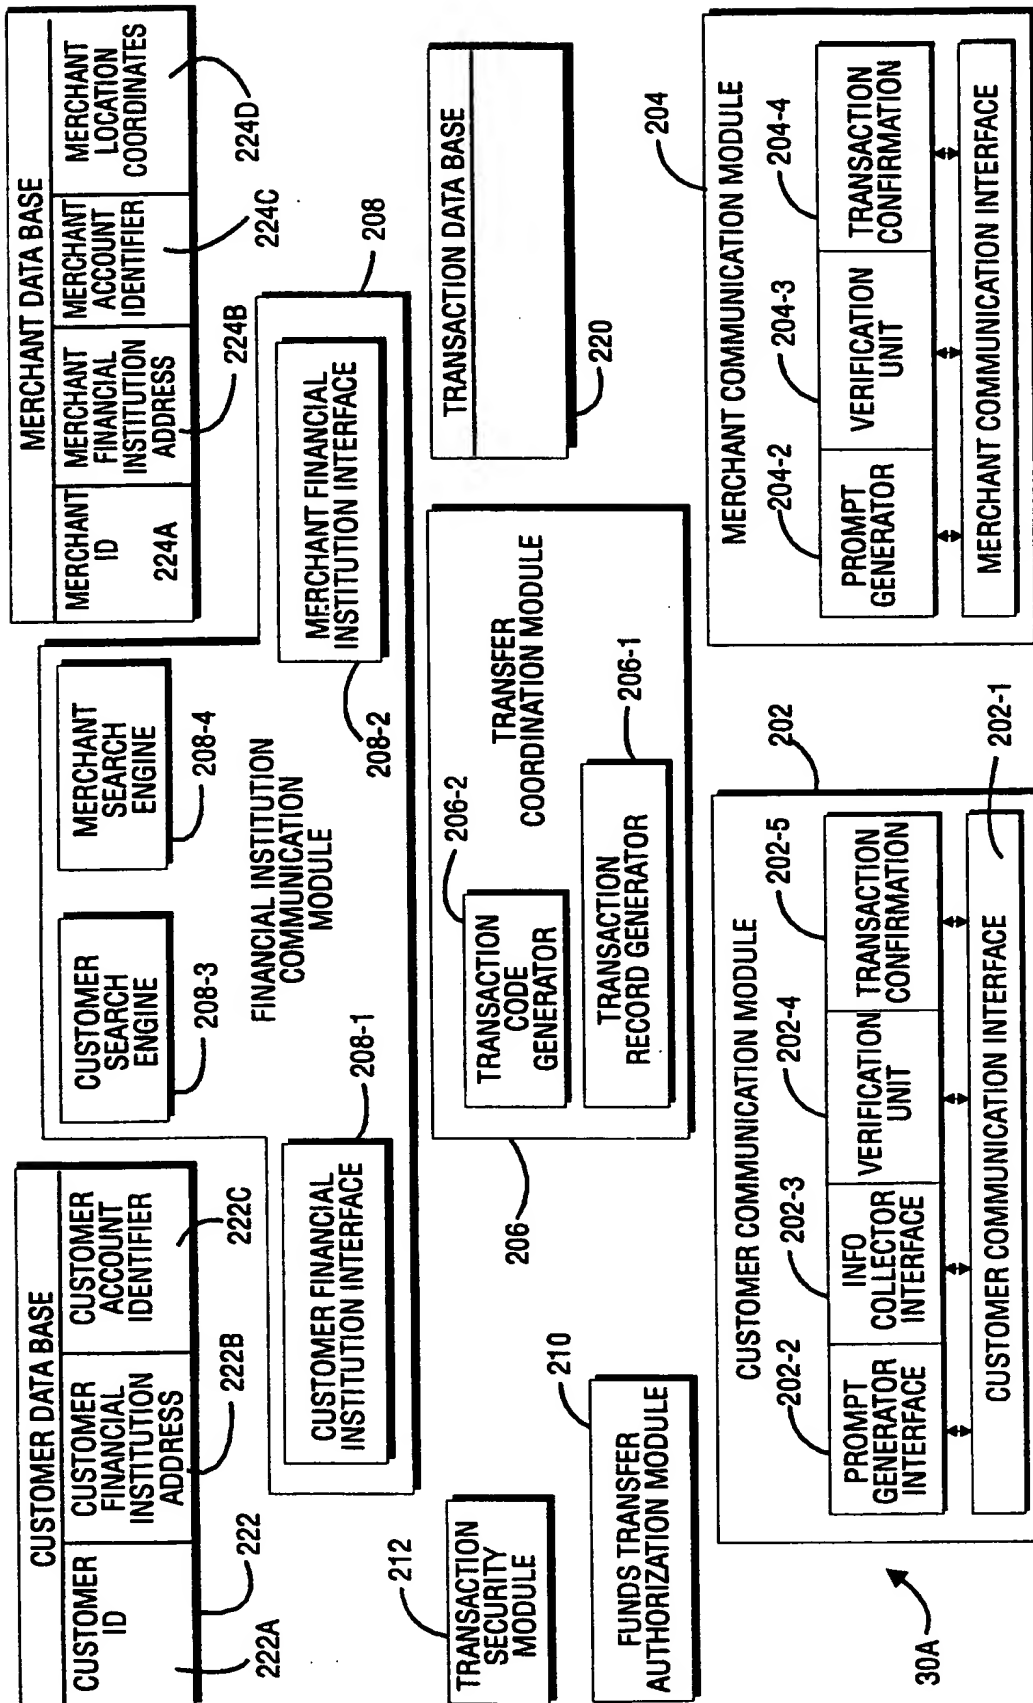 CUSTOMER DATA BASE
CUSTOMER
ID
CUSTOMER
FINANCIAL
INSTITUTION
ADDRESS
CUSTOMER
ACCOUNT
IDENTIFIER
222A
222
222B
222C
CUSTOMER
SEARCH
ENGINE
208-3
MERCHANT
SEARCH
ENGINE
208-4
MERCHANT DATA BASE
MERCHANT
ID
MERCHANT
FINANCIAL
INSTITUTION
ADDRESS
MERCHANT
ACCOUNT
IDENTIFIER
MERCHANT
LOCATION
COORDINATES
224A
224B
224C
224D
FINANCIAL INSTITUTION
COMMUNICATION
MODULE
CUSTOMER FINANCIAL
INSTITUTION INTERFACE
208-1
208-2
MERCHANT FINANCIAL
INSTITUTION INTERFACE
208
TRANSACTION
SECURITY
MODULE
212
FUNDS TRANSFER
AUTHORIZATION MODULE
210
206
TRANSACTION
CODE
GENERATOR
206-2
TRANSFER
COORDINATION MODULE
TRANSACTION
RECORD GENERATOR
206-1
TRANSACTION DATA BASE
220
30A
CUSTOMER COMMUNICATION MODULE
202
202-2
202-3
202-4
202-5
PROMPT
GENERATOR
INTERFACE
INFO
COLLECTOR
INTERFACE
VERIFICATION
UNIT
TRANSACTION
CONFIRMATION
CUSTOMER COMMUNICATION INTERFACE
202-1
MERCHANT COMMUNICATION MODULE
204
204-2
204-3
204-4
PROMPT
GENERATOR
VERIFICATION
UNIT
TRANSACTION
CONFIRMATION
MERCHANT COMMUNICATION INTERFACE